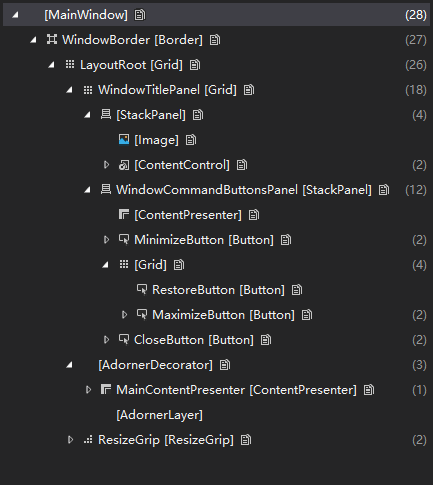 [MainWindow] (28)
WindowBorder [Border] (27)
LayoutRoot [Grid] (26)
WindowTitlePanel [Grid] (18)
[StackPanel] (4)
[Image]
[ContentControl] (2)
WindowCommandButtonsPanel [StackPanel] (12)
[ContentPresenter]
MinimizeButton [Button] (2)
[Grid] (4)
RestoreButton [Button]
MaximizeButton [Button] (2)
CloseButton [Button] (2)
[AdornerDecorator] (3)
MainContentPresenter [ContentPresenter] (1)
[AdornerLayer]
ResizeGrip [ResizeGrip] (2)